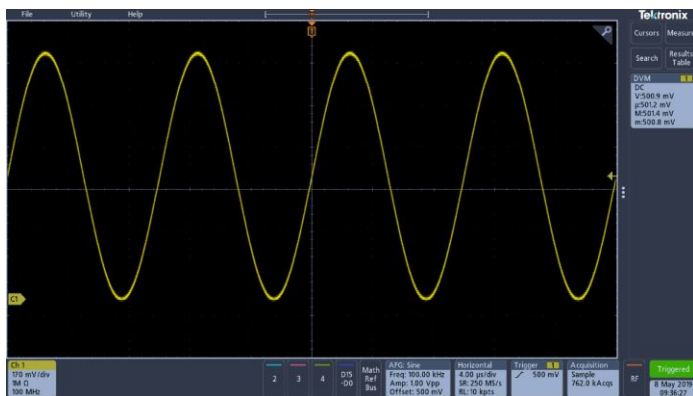 File Utility Help
Tektronix
Cursors Measure
Search Results Table
DVM 1
DC
V:500.9 mV
µ:501.2 mV
M:501.4 mV
m:500.8 mV
T
C1
Ch 1
170 mV/div
1M Ω
100 MHz
2
3
4
D15
-D0
Math
Ref
Bus
AFG: Sine
Freq: 100.00 kHz
Amp: 1.00 Vpp
Offset: 500 mV
Horizontal
4.00 µs/div
SR: 250 MS/s
RL: 10 kpts
Trigger 1
500 mV
Acquisition
Sample
762.0 kAcqs
RF
Triggered
8 May 2019
09:36:27